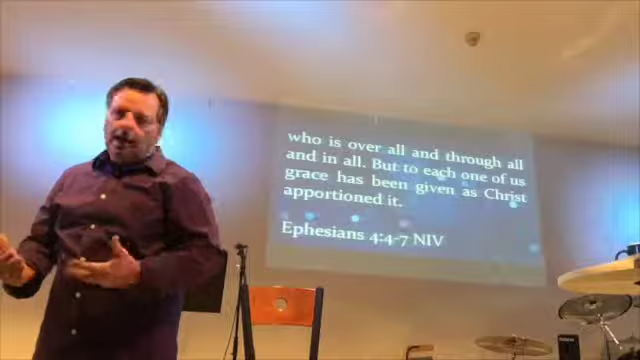 who is over all and through all
and in all. But to each one of us
grace has been given as Christ
apportioned it.
Ephesians 4:4-7 NIV